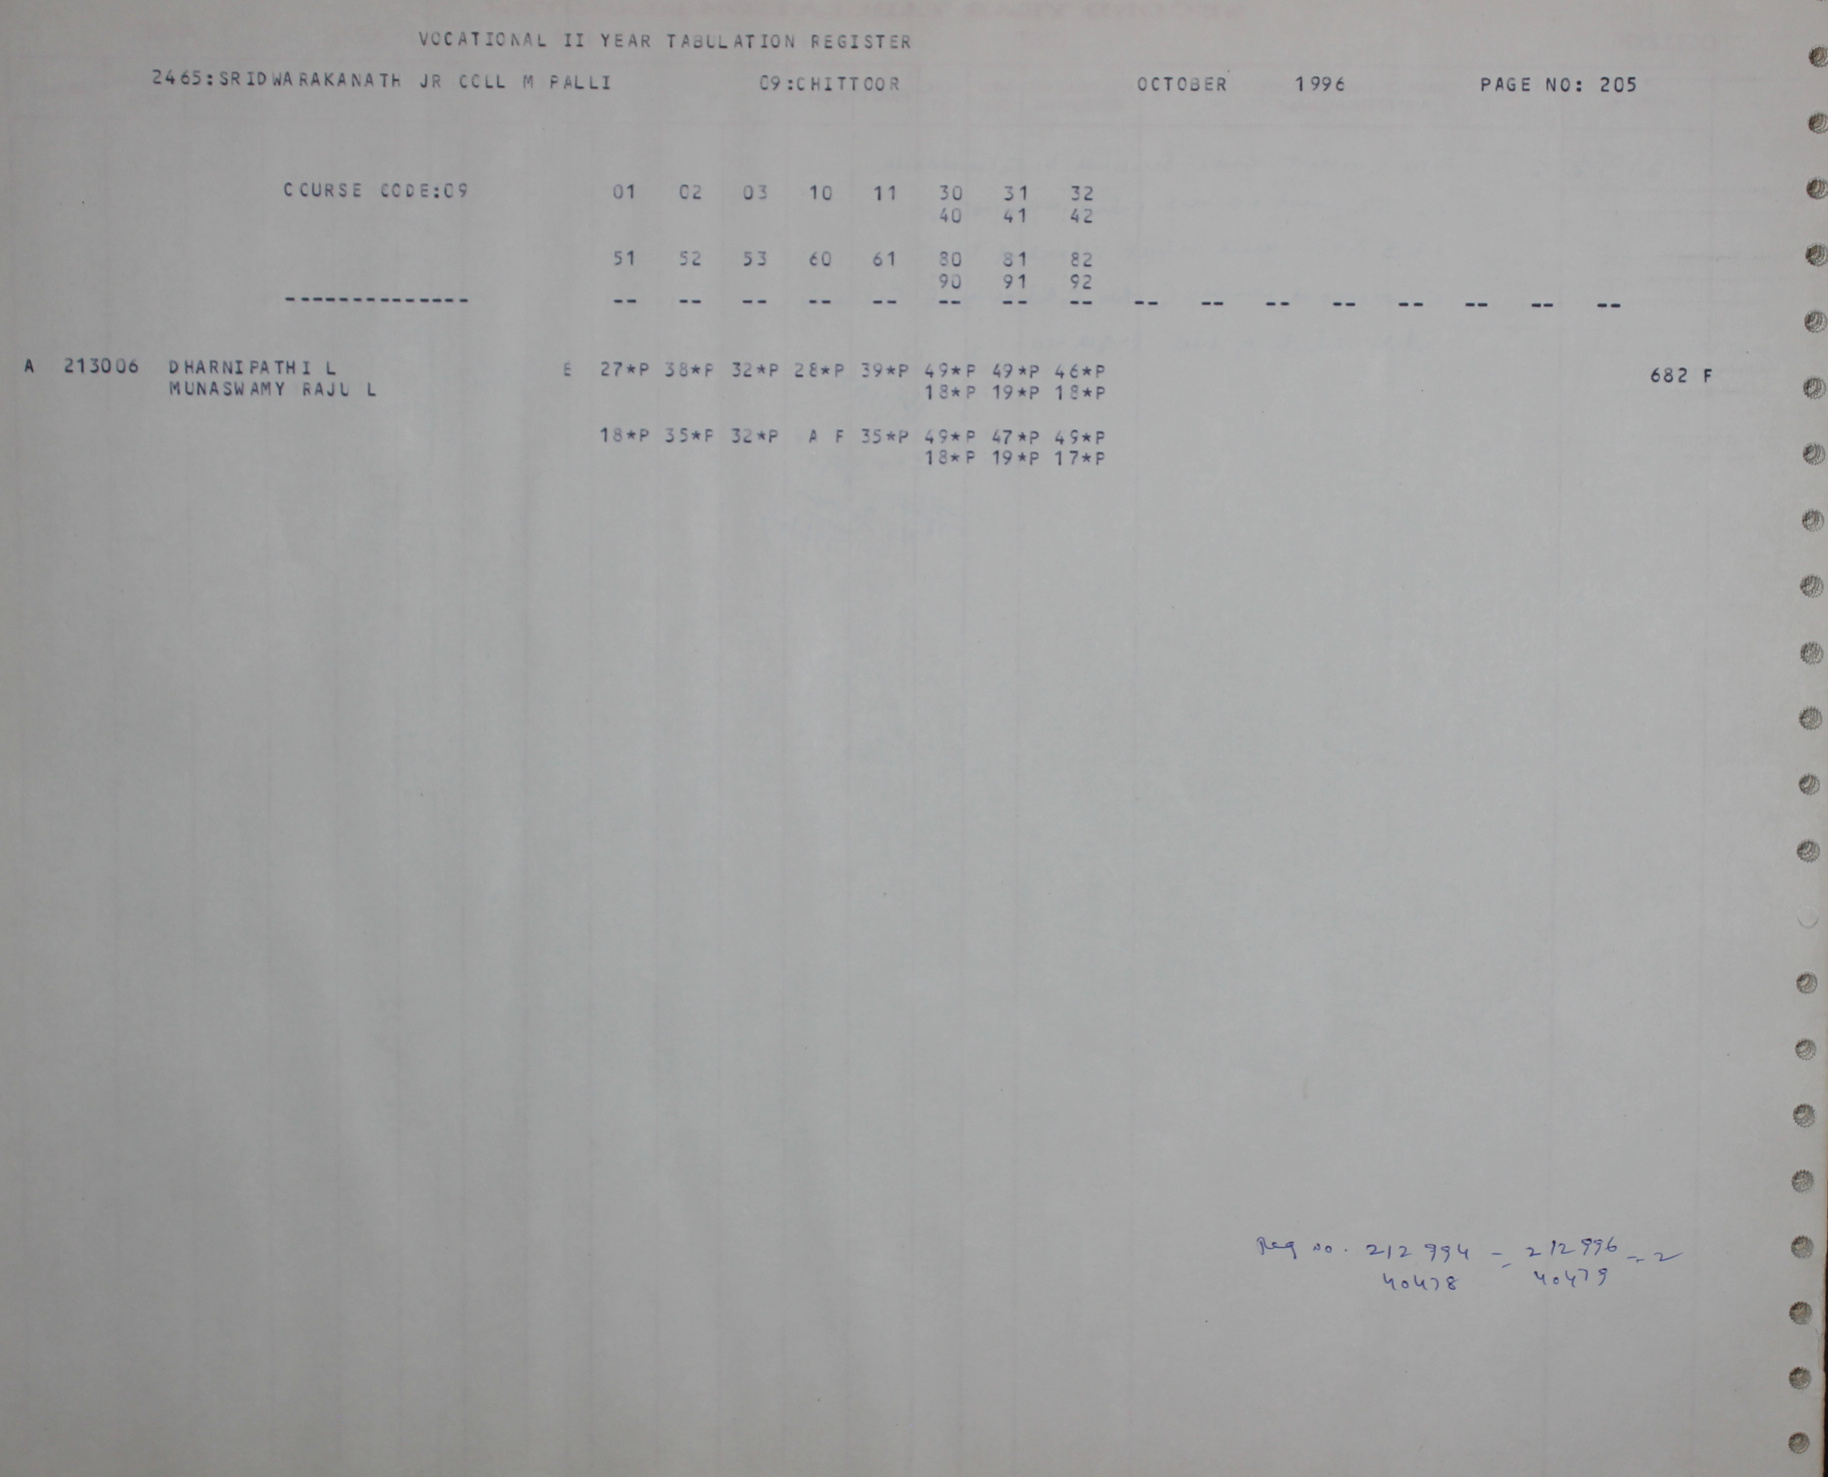 VOCATIONAL II YEAR TABULATION REGISTER
2465:SRIDWARAKANATH JR COLL M PALLI 09:CHITTOOR OCTOBER 1996 PAGE NO: 205
COURSE CODE:09 01 02 03 10 11 30 31 32
40 41 42
51 52 53 60 61 80 81 82
90 91 92
-------------- -- -- -- -- -- -- -- -- -- -- -- -- -- -- -- --
A 213006 DHARNIPATHI L E 27*P 38*P 32*P 28*P 39*P 49*P 49*P 46*P 682 F
MUNASWAMY RAJU L 18*P 19*P 18*P
18*P 35*P 32*P A F 35*P 49*P 47*P 49*P
18*P 19*P 17*P
Reg no. 212994 = 212996 - 2
40478 40479